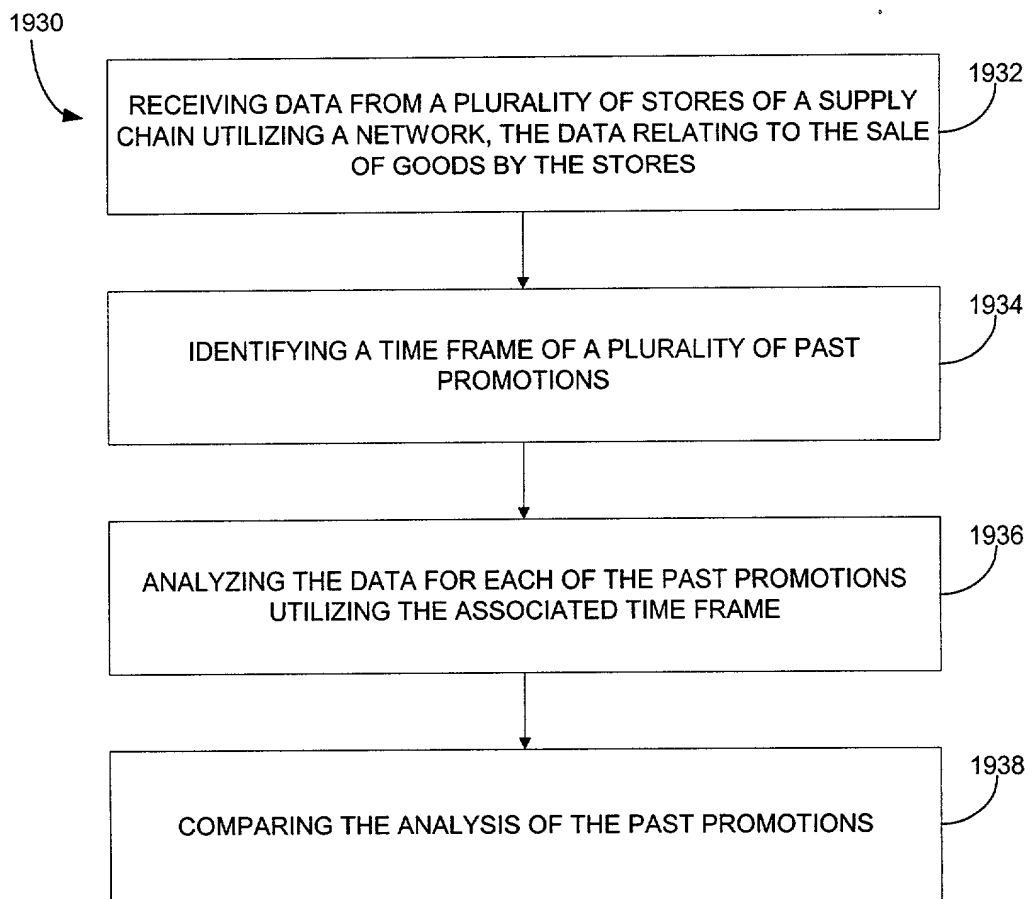 1930
1932
RECEIVING DATA FROM A PLURALITY OF STORES OF A SUPPLY
CHAIN UTILIZING A NETWORK, THE DATA RELATING TO THE SALE
OF GOODS BY THE STORES
1934
IDENTIFYING A TIME FRAME OF A PLURALITY OF PAST
PROMOTIONS
1936
ANALYZING THE DATA FOR EACH OF THE PAST PROMOTIONS
UTILIZING THE ASSOCIATED TIME FRAME
1938
COMPARING THE ANALYSIS OF THE PAST PROMOTIONS